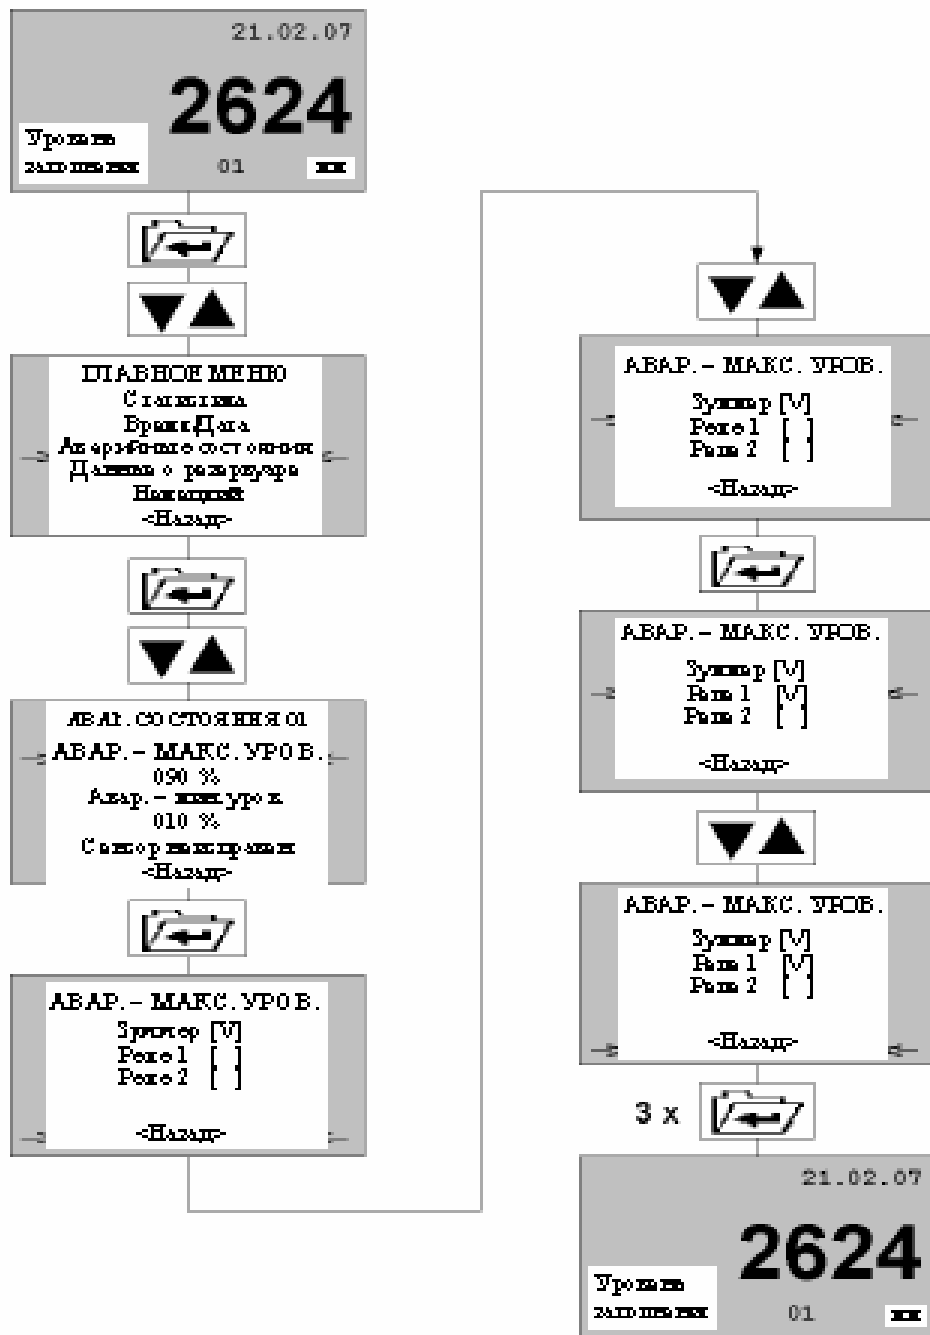 21.02.07
2624
Уровень
заполнения
01
мм
ГЛАВНОЕ МЕНЮ
Статистика
Время/Дата
Аварийные состояния
Данные о резервуаре
Немецкий
<Назад>
АВАР.СОСТОЯНИЯ 01
АВАР.– МАКС.УРОВ.
090 %
Авар.– мин.уров.
010 %
Сенсор неисправен
<Назад>
АВАР.– МАКС.УРОВ.
Зуммер [V]
Реле 1 [ ]
Реле 2 [ ]
<Назад>
АВАР.– МАКС. УРОВ.
Зуммер [V]
Реле 1 [ ]
Реле 2 [ ]
<Назад>
АВАР.– МАКС. УРОВ.
Зуммер [V]
Реле 1 [V]
Реле 2 [ ]
<Назад>
АВАР.– МАКС. УРОВ.
Зуммер [V]
Реле 1 [V]
Реле 2 [ ]
<Назад>
3 x
21.02.07
2624
Уровень
заполнения
01
мм